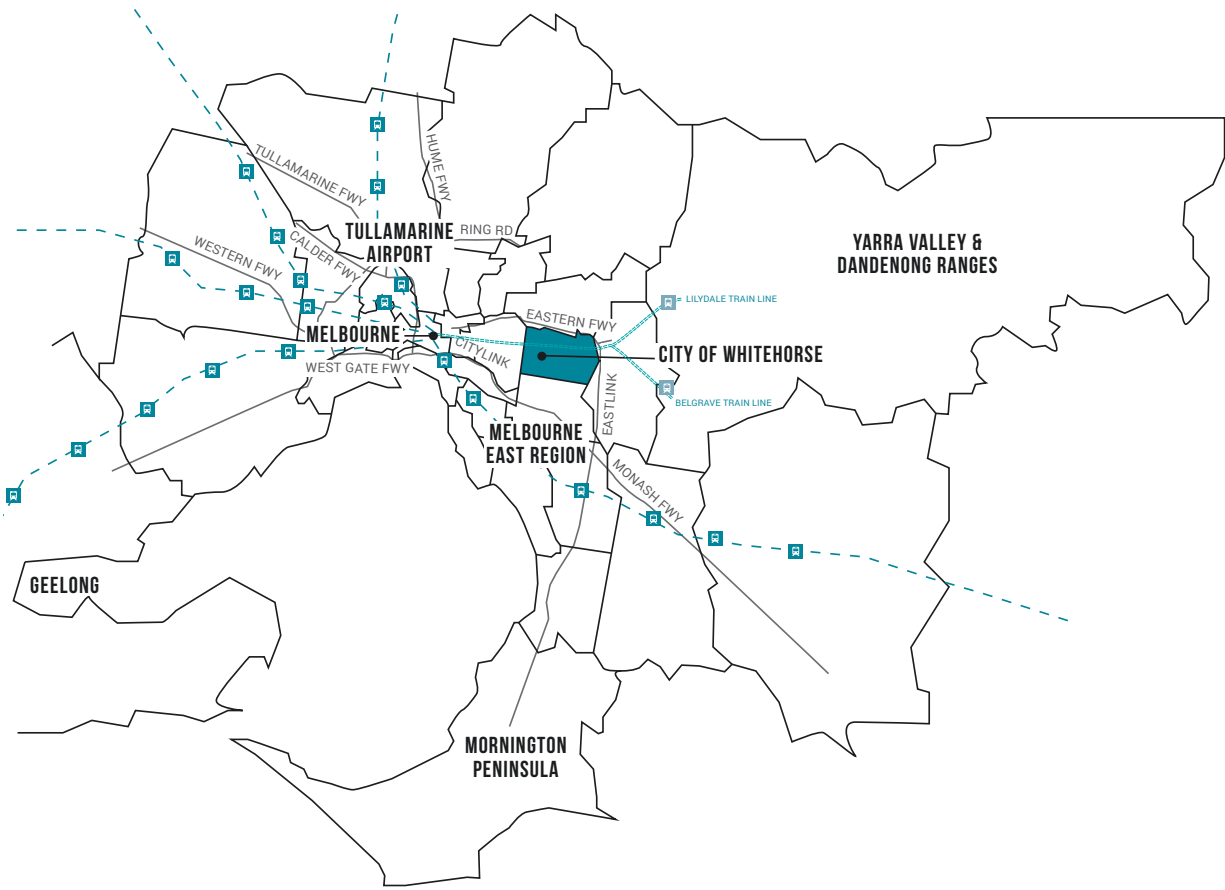 HUME FWY
TULLAMARINE FWY
TULLAMARINE
AIRPORT
RING RD
CALDER FWY
WESTERN FWY
YARRA VALLEY &
DANDENONG RANGES
LILYDALE TRAIN LINE
EASTERN FWY
MELBOURNE
CITYLINK
CITY OF WHITEHORSE
WEST GATE FWY
EASTLINK
BELGRAVE TRAIN LINE
MELBOURNE
EAST REGION
MONASH FWY
GEELONG
MORNINGTON
PENINSULA